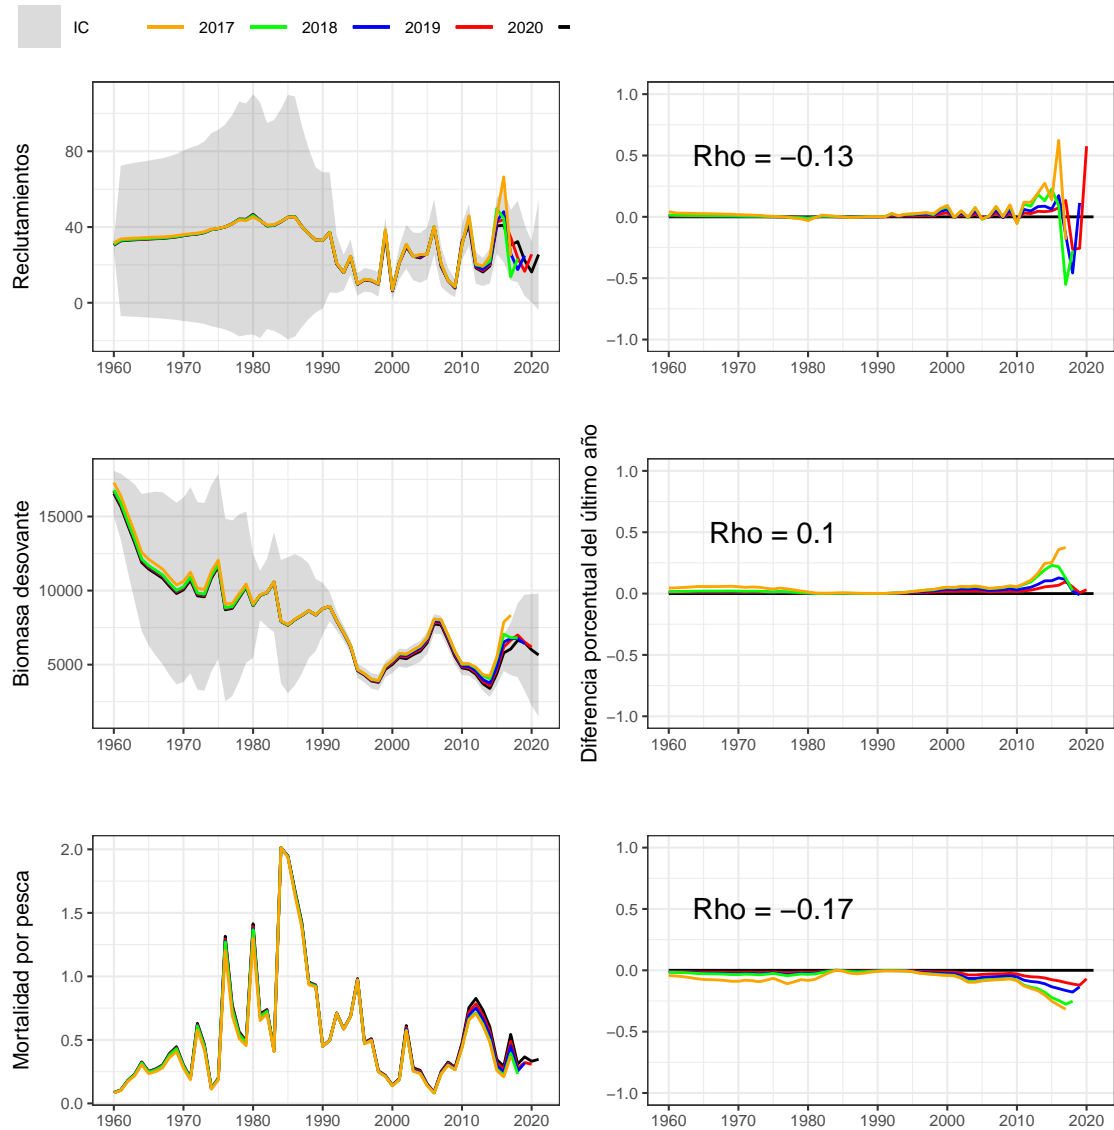 IC 2017 2018 2019 2020
Reclutamientos
80
40
0
1960 1970 1980 1990 2000 2010 2020
1.0
0.5
0.0
−0.5
−1.0
Rho = −0.13
1960 1970 1980 1990 2000 2010 2020
Biomasa desovante
15000
10000
5000
1960 1970 1980 1990 2000 2010 2020
Diferencia porcentual del último año
1.0
0.5
0.0
−0.5
−1.0
Rho = 0.1
1960 1970 1980 1990 2000 2010 2020
Mortalidad por pesca
2.0
1.5
1.0
0.5
0.0
1960 1970 1980 1990 2000 2010 2020
1.0
0.5
0.0
−0.5
−1.0
Rho = −0.17
1960 1970 1980 1990 2000 2010 2020